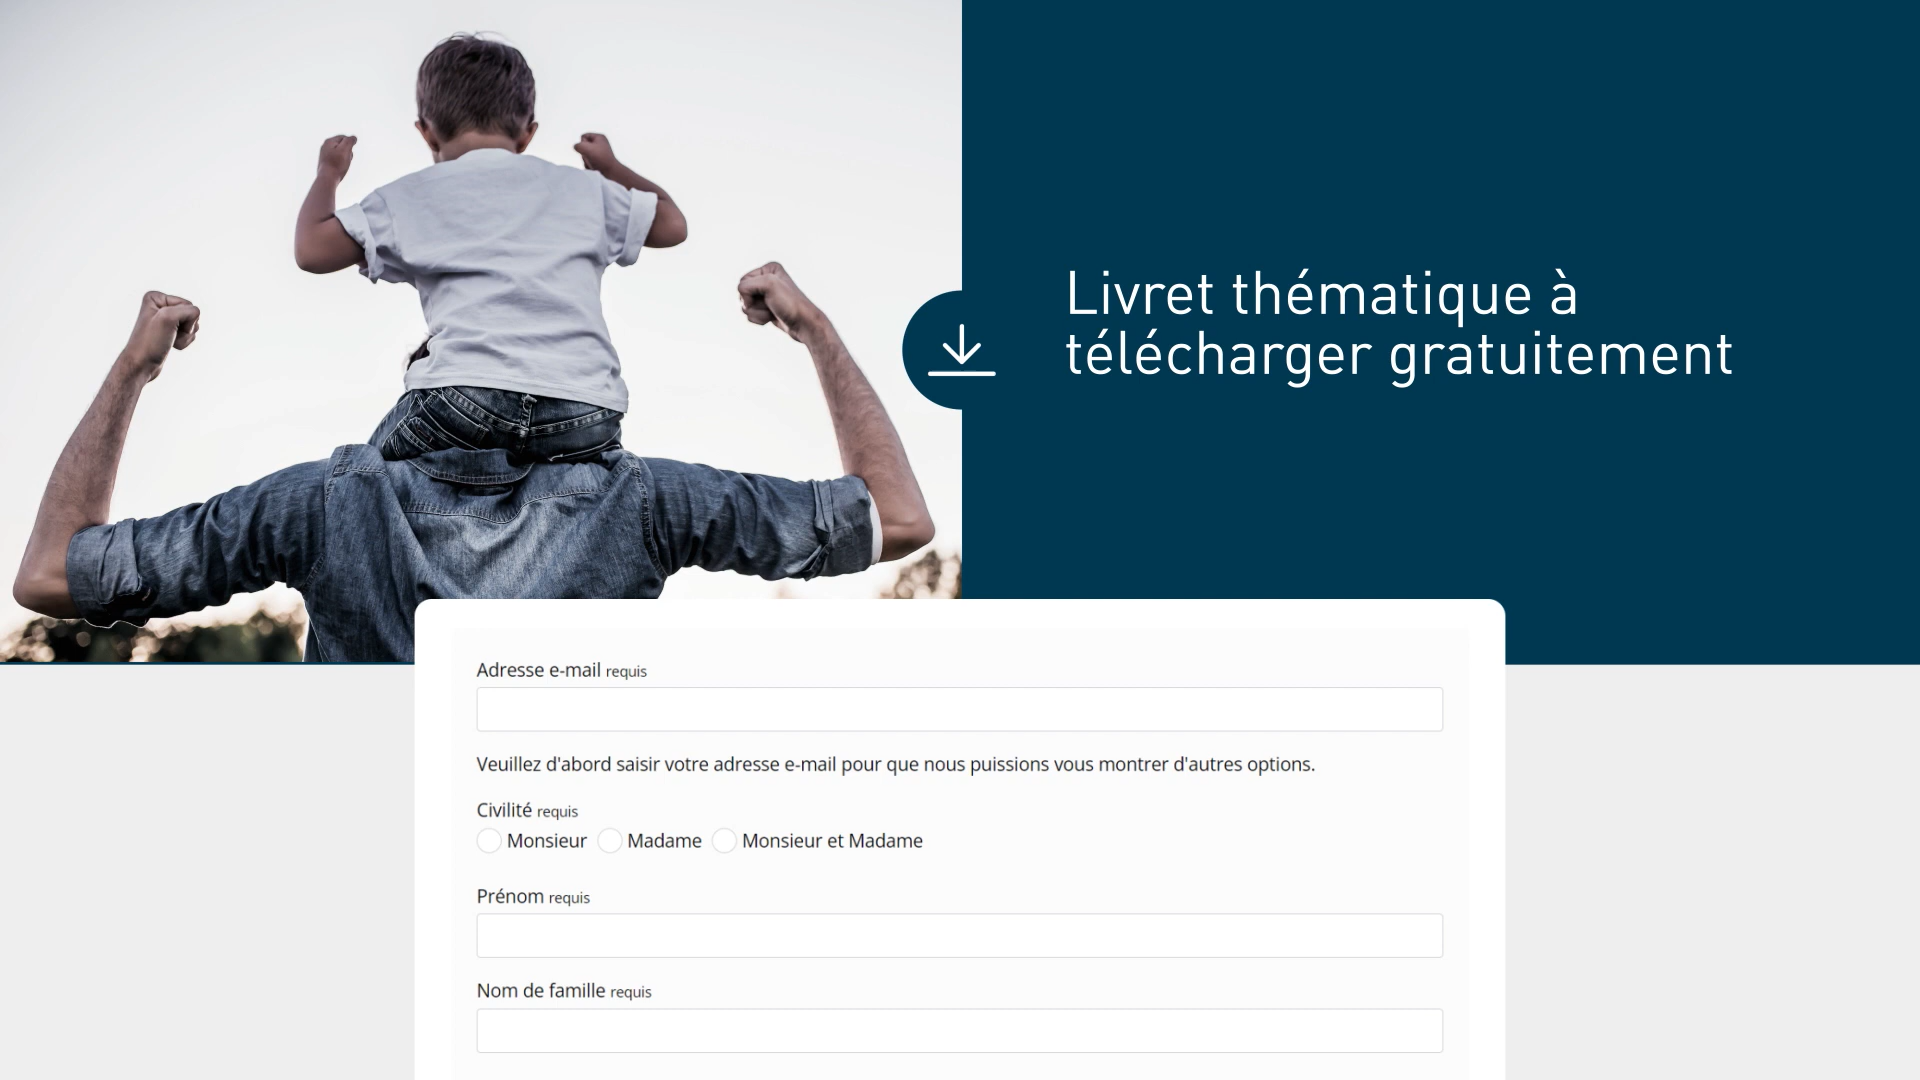 Livret thématique à
télécharger gratuitement
Adresse e-mail requis
Veuillez d'abord saisir votre adresse e-mail pour que nous puissions vous montrer d'autres options.
Civilité requis
Monsieur Madame Monsieur et Madame
Prénom requis
Nom de famille requis